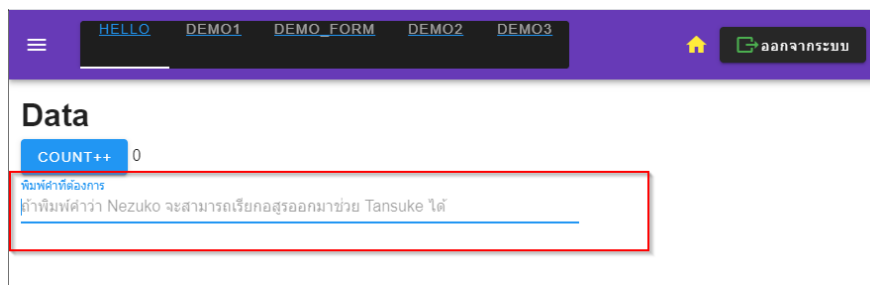 HELLO DEMO1 DEMO_FORM DEMO2 DEMO3 ออกจากระบบ
Data
COUNT++ 0
พิมพ์คำที่ต้องการ
ถ้าพิมพ์คำว่า Nezuko จะสามารถเรียกอสูรออกมาช่วย Tansuke ได้